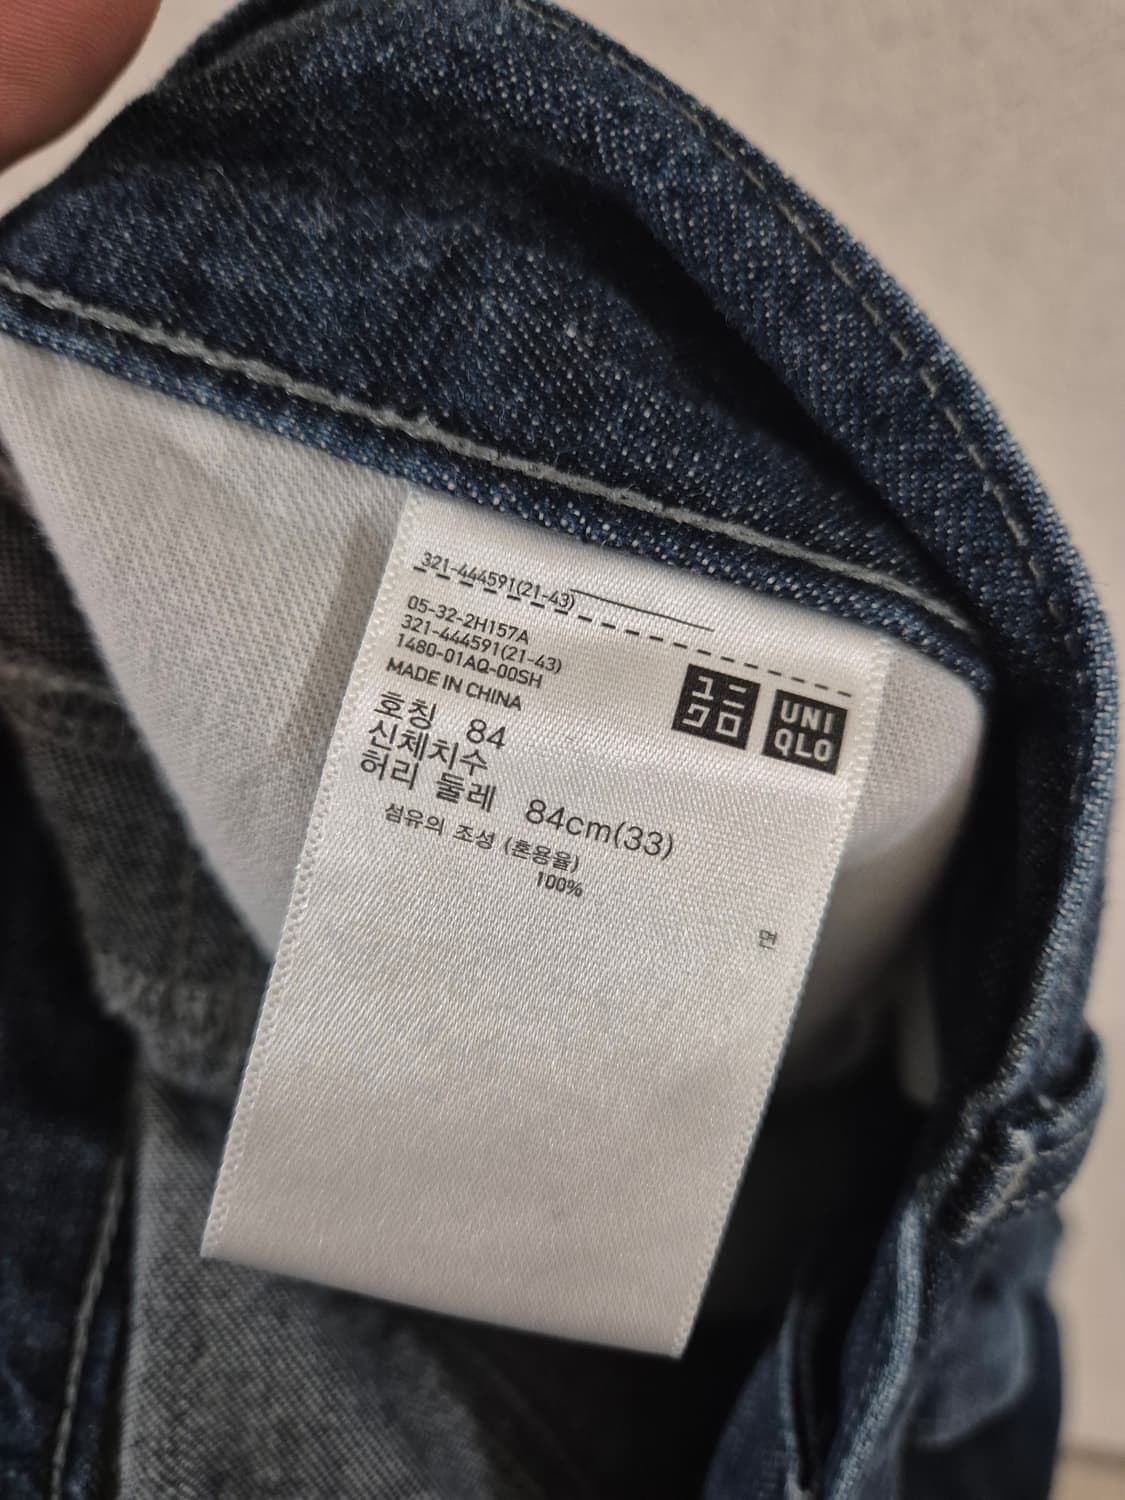 321-444591(21-43)
05-32-2H157A
321-444591(21-43)
1480-01AQ-00SH
MADE IN CHINA
ユニ
クロ
UNI
QLO
호칭 84
신체치수
허리 둘레 84cm(33)
섬유의 조성 (혼용율)
100%
면